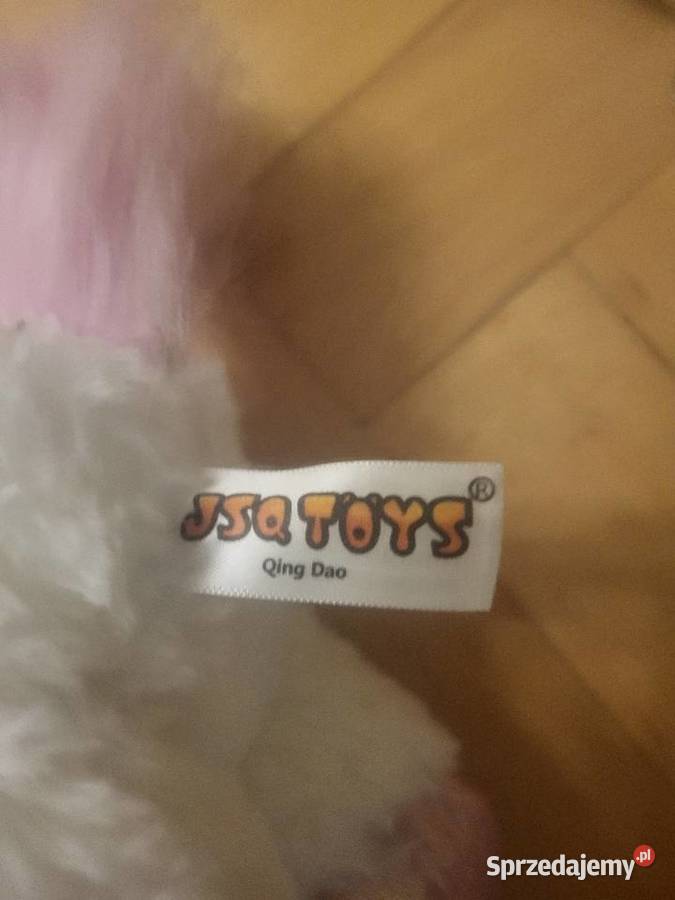 JSQ TOYS®
Qing Dao
Sprzedajemy.pl